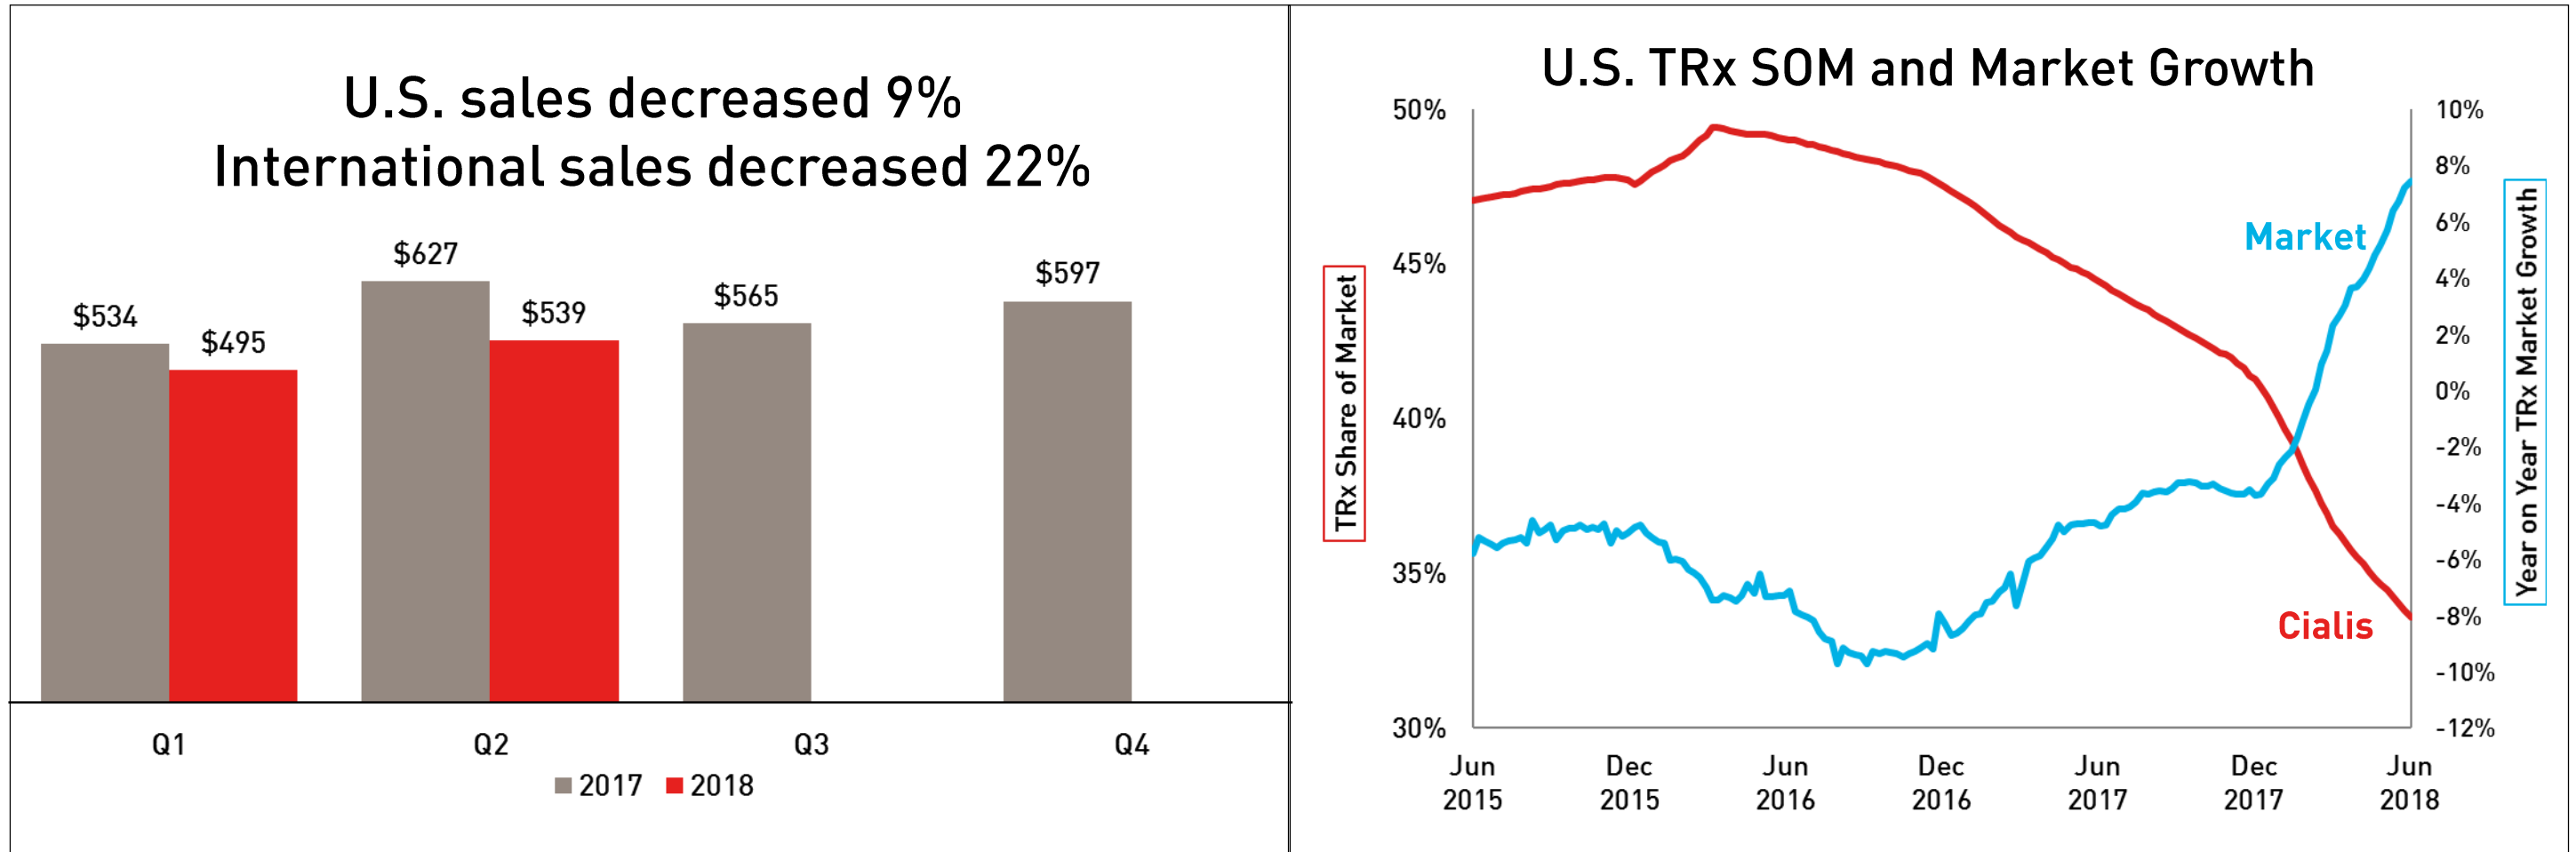 U.S. sales decreased 9%
International sales decreased 22%
$534
$495
$627
$539
$565
$597
Q1
Q2
Q3
Q4
2017
2018
U.S. TRx SOM and Market Growth
TRx Share of Market
50%
45%
40%
35%
30%
Market
Cialis
10%
8%
6%
4%
2%
0%
-2%
-4%
-6%
-8%
-10%
-12%
Year on Year TRx Market Growth
Jun
2015
Dec
2015
Jun
2016
Dec
2016
Jun
2017
Dec
2017
Jun
2018